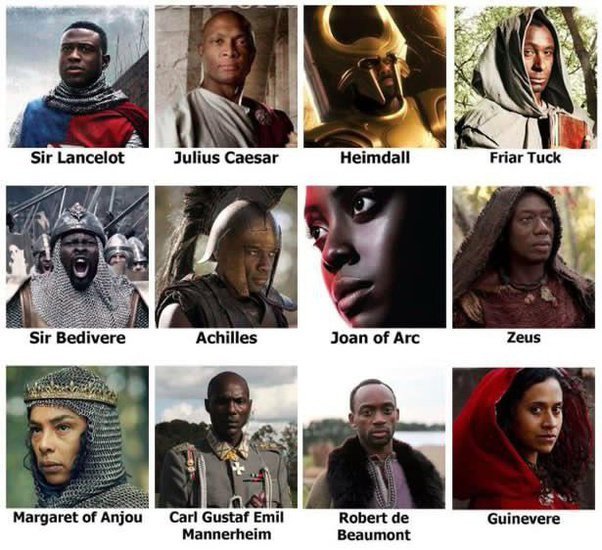 Sir Lancelot
Julius Caesar
Heimdall
Friar Tuck
Sir Bedivere
Achilles
Joan of Arc
Zeus
Margaret of Anjou
Carl Gustaf Emil
Mannerheim
Robert de
Beaumont
Guinevere